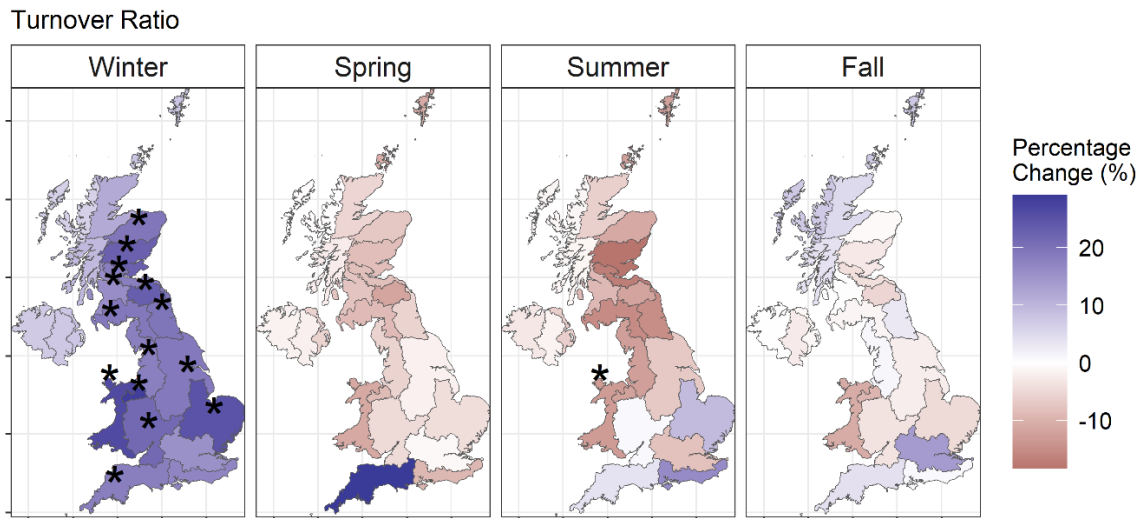 Turnover Ratio
Winter
Spring
Summer
Fall
Percentage
Change (%)
20
10
0
-10